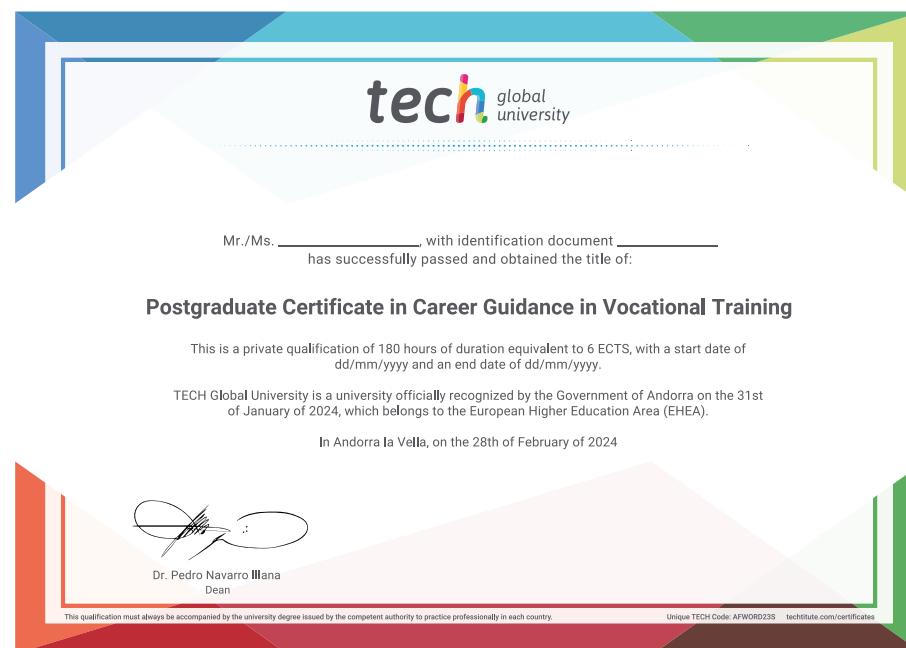 tech global university
Mr./Ms. ____________________, with identification document ______________
has successfully passed and obtained the title of:
Postgraduate Certificate in Career Guidance in Vocational Training
This is a private qualification of 180 hours of duration equivalent to 6 ECTS, with a start date of
dd/mm/yyyy and an end date of dd/mm/yyyy.
TECH Global University is a university officially recognized by the Government of Andorra on the 31st
of January of 2024, which belongs to the European Higher Education Area (EHEA).
In Andorra la Vella, on the 28th of February of 2024
Dr. Pedro Navarro Illana
Dean
This qualification must always be accompanied by the university degree issued by the competent authority to practice professionally in each country.
Unique TECH Code: AFWORD23S techtitute.com/certificates